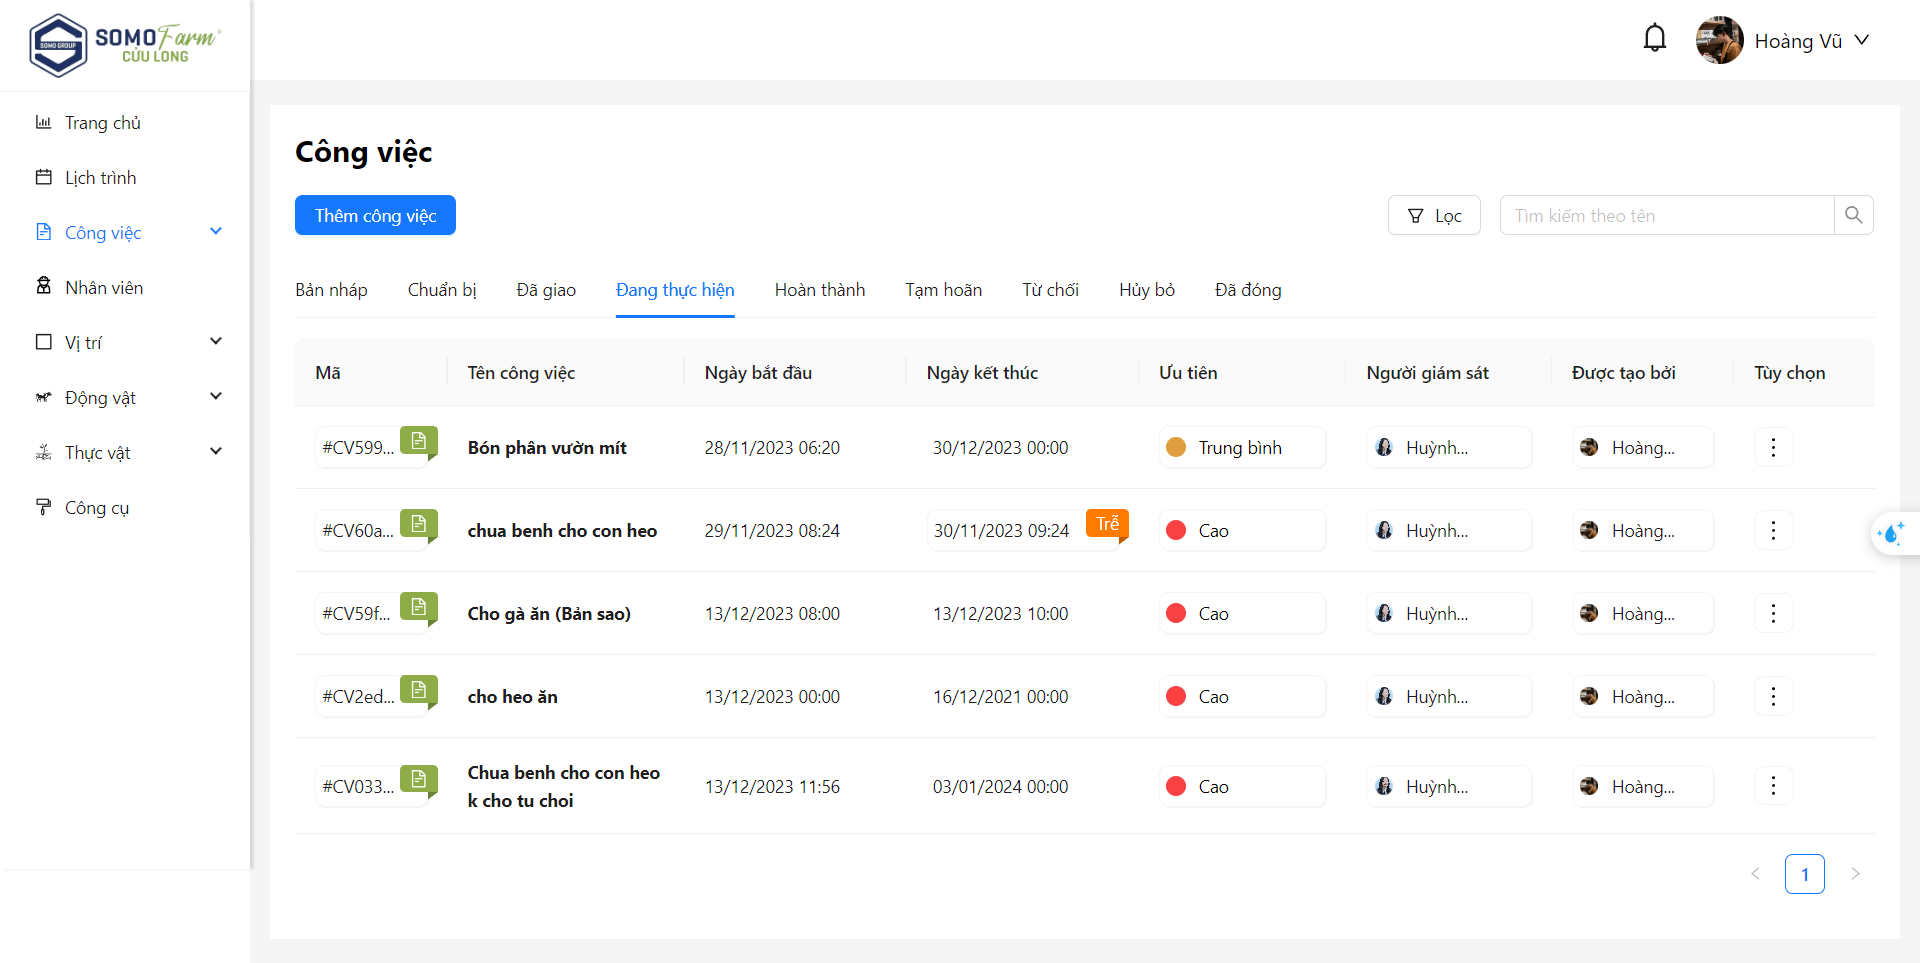 SOMO GROUP
SOMO Farm
CỬU LONG
Hoàng Vũ
Trang chủ
Lịch trình
Công việc
Nhân viên
Vị trí
Động vật
Thực vật
Công cụ
Công việc
Thêm công việc
Lọc
Tìm kiếm theo tên
Bản nháp Chuẩn bị Đã giao Đang thực hiện Hoàn thành Tạm hoãn Từ chối Hủy bỏ Đã đóng
Mã Tên công việc Ngày bắt đầu Ngày kết thúc Ưu tiên Người giám sát Được tạo bởi Tùy chọn
#CV599... Bón phân vườn mít 28/11/2023 06:20 30/12/2023 00:00 Trung bình Huỳnh... Hoàng...
#CV60a... chua benh cho con heo 29/11/2023 08:24 30/11/2023 09:24 Trễ Cao Huỳnh... Hoàng...
#CV59f... Cho gà ăn (Bản sao) 13/12/2023 08:00 13/12/2023 10:00 Cao Huỳnh... Hoàng...
#CV2ed... cho heo ăn 13/12/2023 00:00 16/12/2021 00:00 Cao Huỳnh... Hoàng...
#CV033... Chua benh cho con heo 13/12/2023 11:56 03/01/2024 00:00 Cao Huỳnh... Hoàng...
k cho tu choi
1